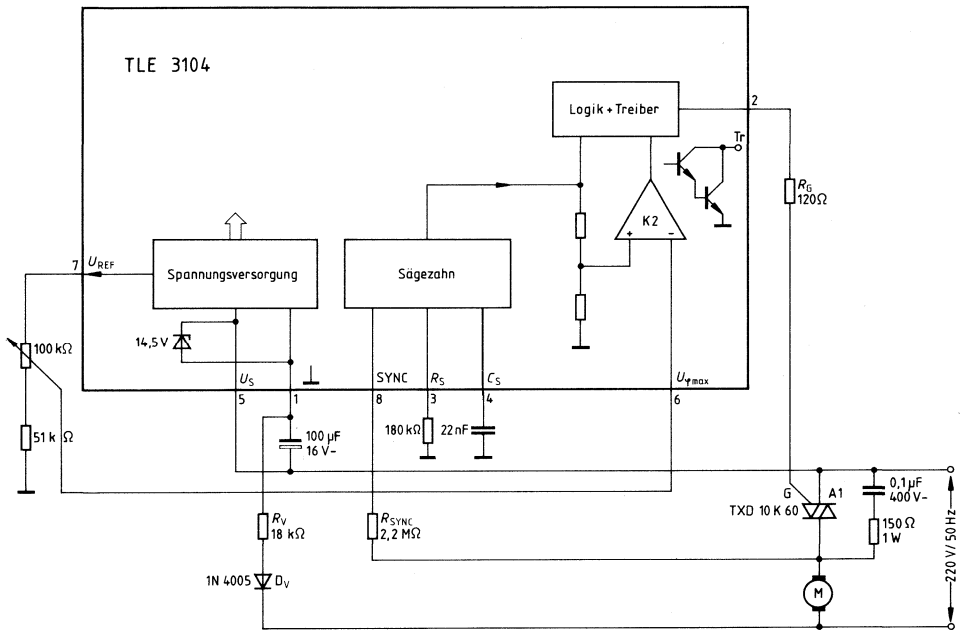 TLE 3104
Logik + Treiber
2
Tr
R_G
120Ω
K2
+
−
7
U_REF
Spannungsversorgung
Sägezahn
14,5 V
100 kΩ
U_S
SYNC
R_S
C_S
U_φmax
5
1
8
3
4
6
180 kΩ
22 nF
51 k Ω
100 µF
16 V–
G
A1
TXD 10 K 60
0,1 µF
400 V–
R_V
18 kΩ
R_SYNC
2,2 MΩ
150 Ω
1 W
220 V / 50 Hz
1N 4005
D_V
M